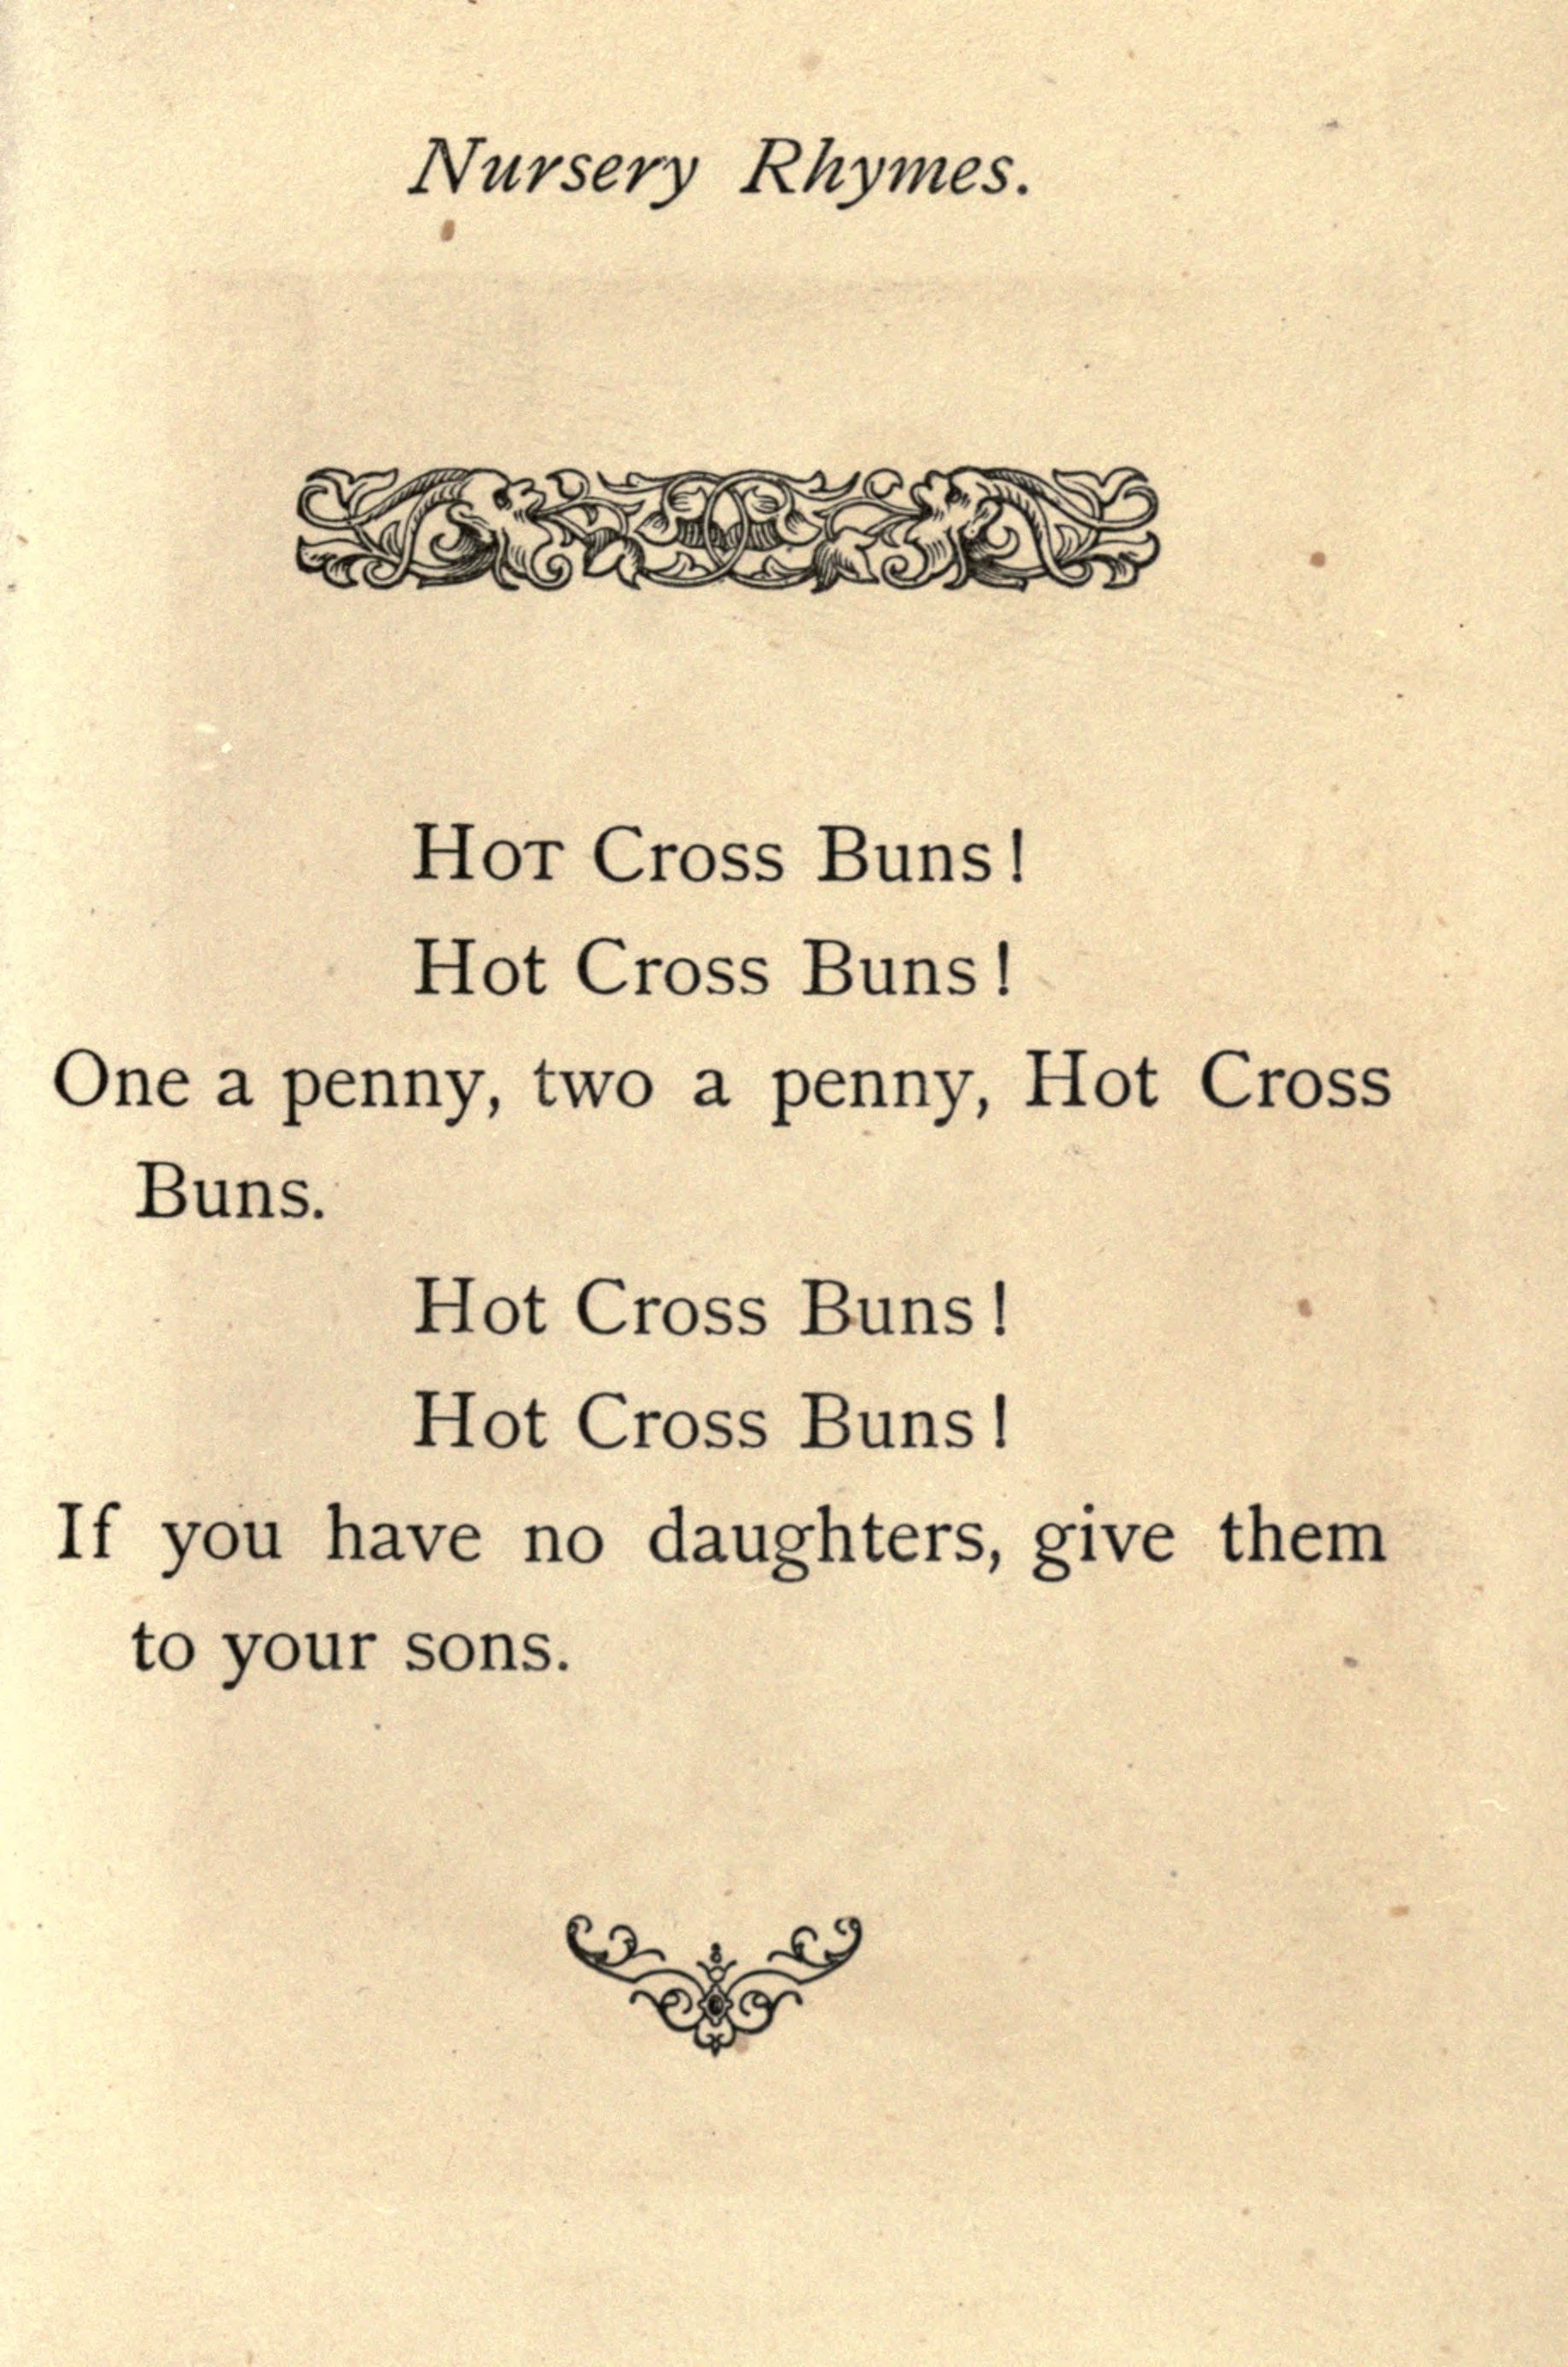 Nursery Rhymes.
HOT Cross Buns!
Hot Cross Buns!
One a penny, two a penny, Hot Cross
Buns.
Hot Cross Buns!
Hot Cross Buns!
If you have no daughters, give them
to your sons.